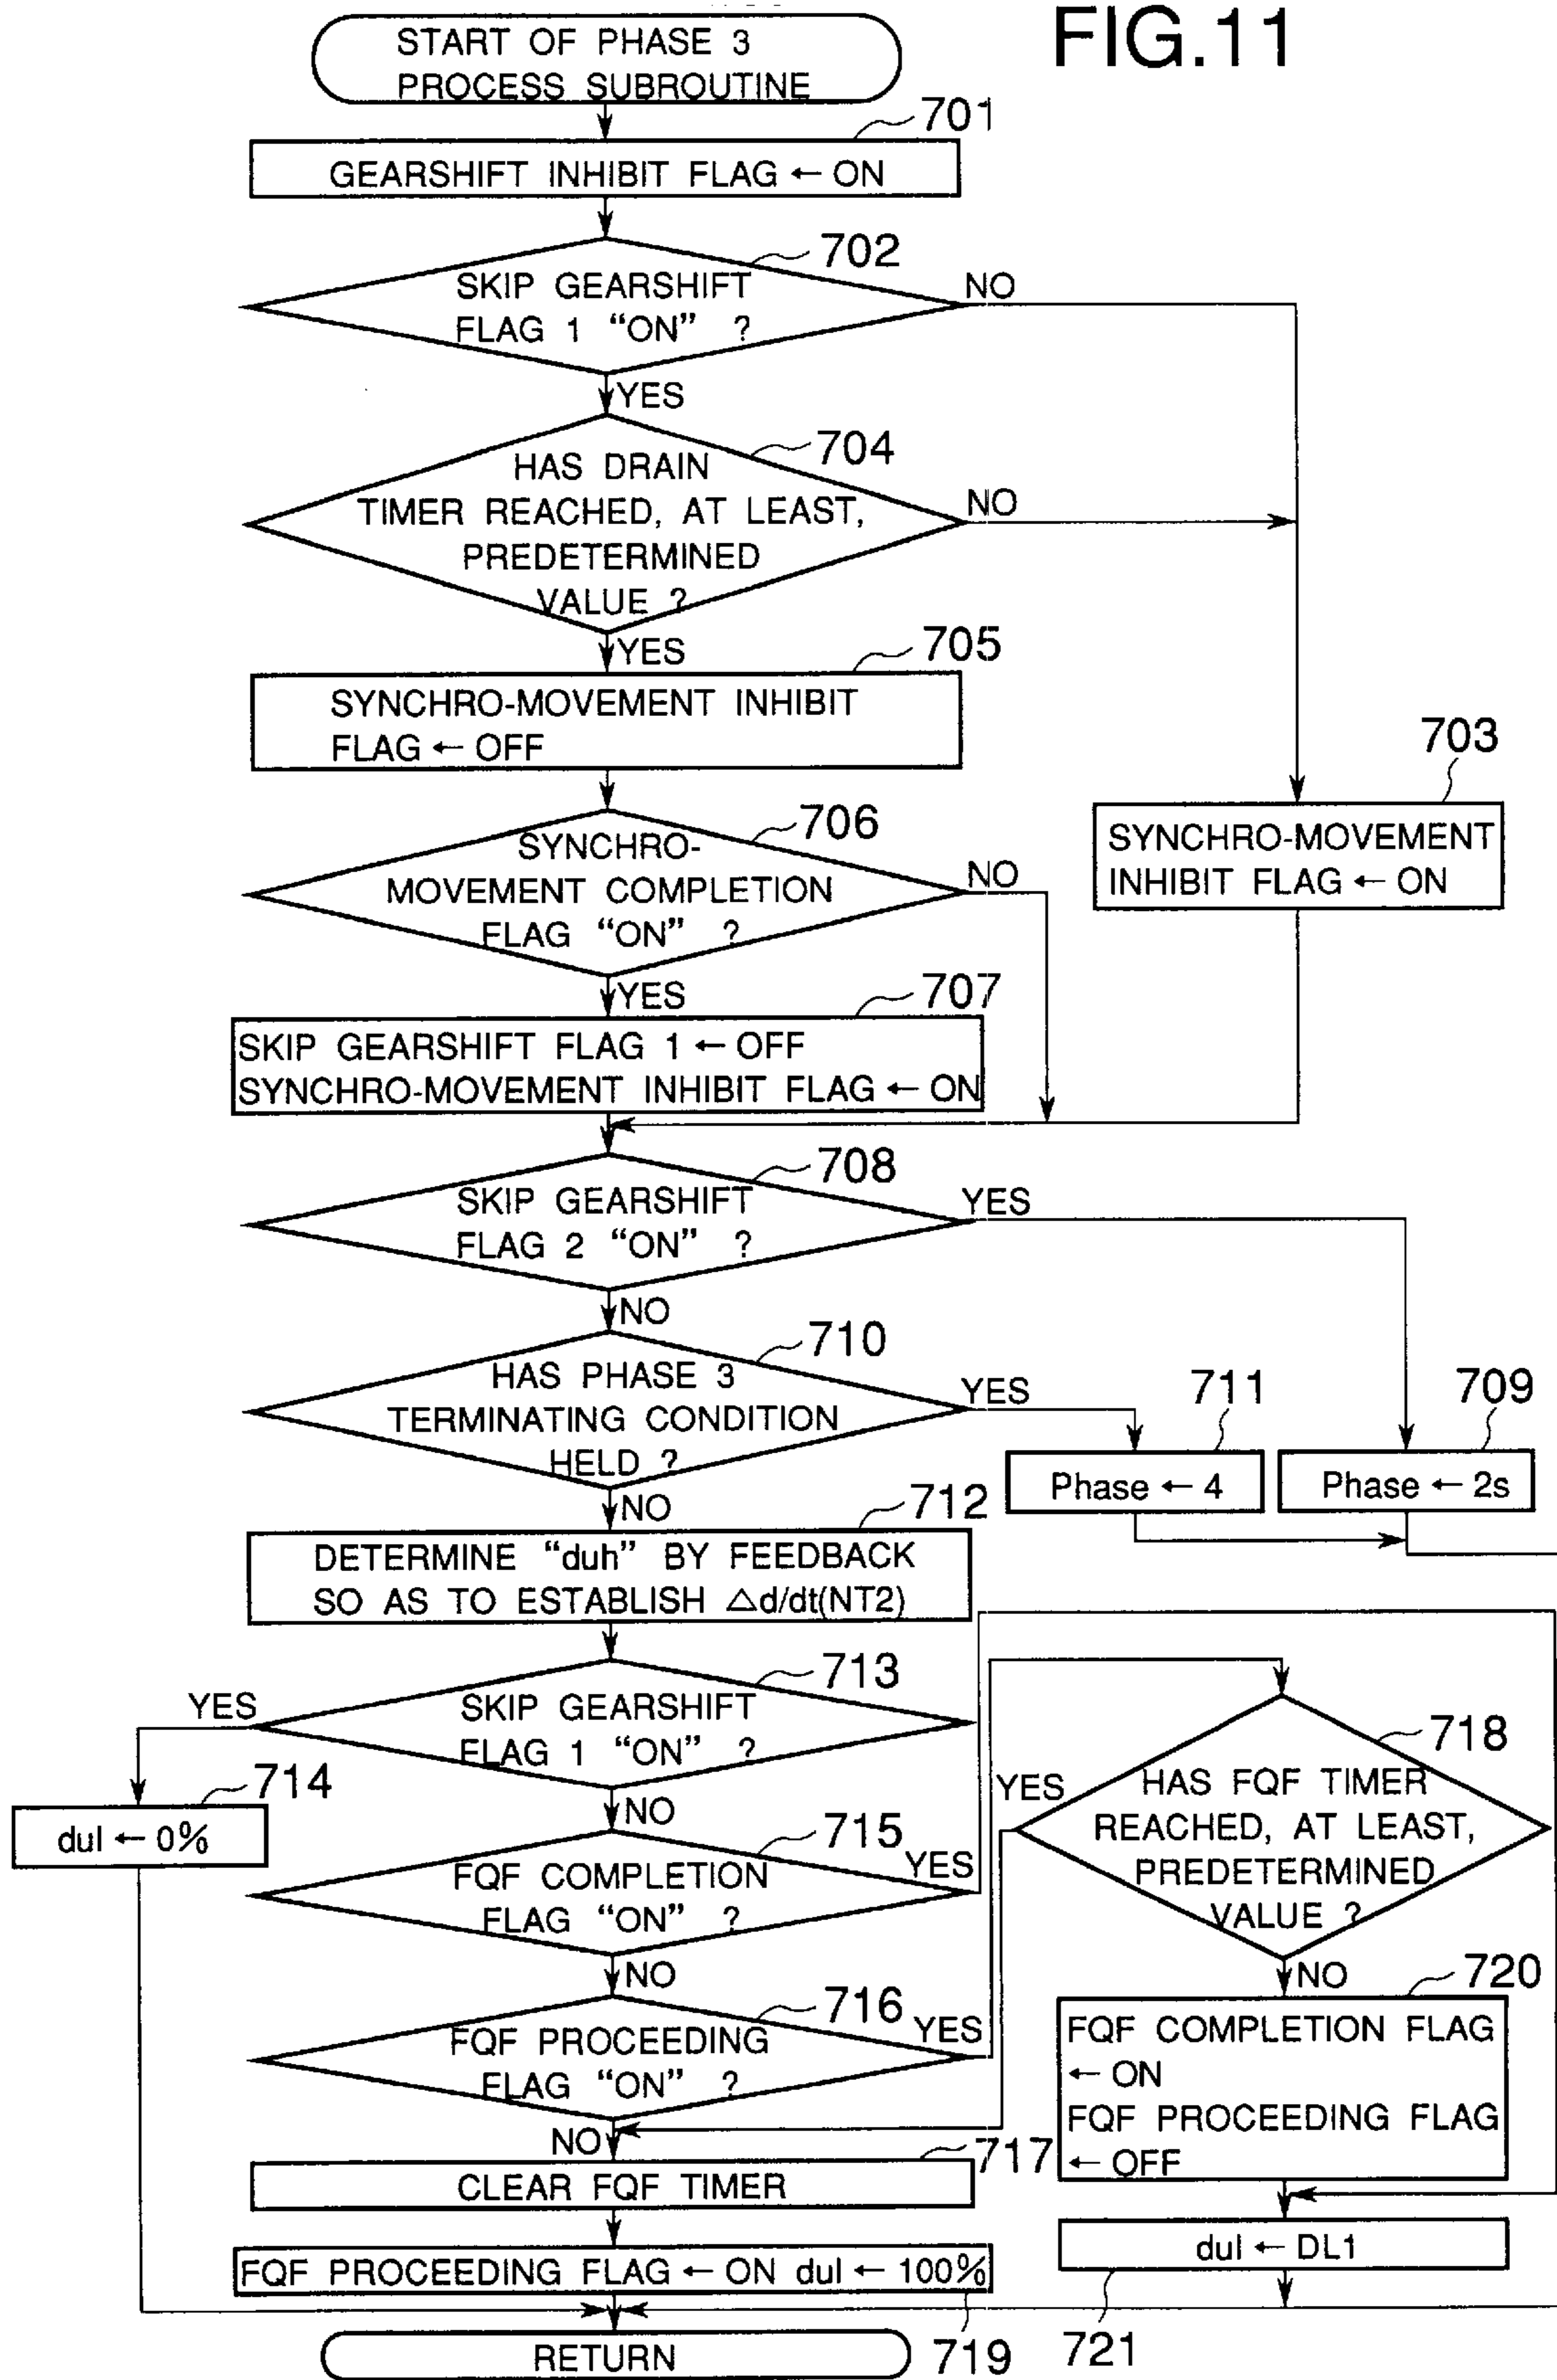 FIG.11
START OF PHASE 3
PROCESS SUBROUTINE
701
GEARSHIFT INHIBIT FLAG ← ON
702
SKIP GEARSHIFT
FLAG 1 “ON” ?
NO
YES
704
HAS DRAIN
TIMER REACHED, AT LEAST,
PREDETERMINED
VALUE ?
NO
YES
705
SYNCHRO-MOVEMENT INHIBIT
FLAG ← OFF
703
SYNCHRO-MOVEMENT
INHIBIT FLAG ← ON
706
SYNCHRO-
MOVEMENT COMPLETION
FLAG “ON” ?
NO
YES
707
SKIP GEARSHIFT FLAG 1 ← OFF
SYNCHRO-MOVEMENT INHIBIT FLAG ← ON
708
SKIP GEARSHIFT
FLAG 2 “ON” ?
YES
NO
710
HAS PHASE 3
TERMINATING CONDITION
HELD ?
YES
NO
711
Phase ← 4
709
Phase ← 2s
712
DETERMINE “duh” BY FEEDBACK
SO AS TO ESTABLISH △d/dt(NT2)
713
SKIP GEARSHIFT
FLAG 1 “ON” ?
YES
NO
714
dul ← 0%
715
FQF COMPLETION
FLAG “ON” ?
YES
NO
716
FQF PROCEEDING
FLAG “ON” ?
YES
NO
718
HAS FQF TIMER
REACHED, AT LEAST,
PREDETERMINED
VALUE ?
YES
NO
720
FQF COMPLETION FLAG
← ON
FQF PROCEEDING FLAG
← OFF
717
CLEAR FQF TIMER
FQF PROCEEDING FLAG ← ON dul ← 100%
719
dul ← DL1
721
RETURN